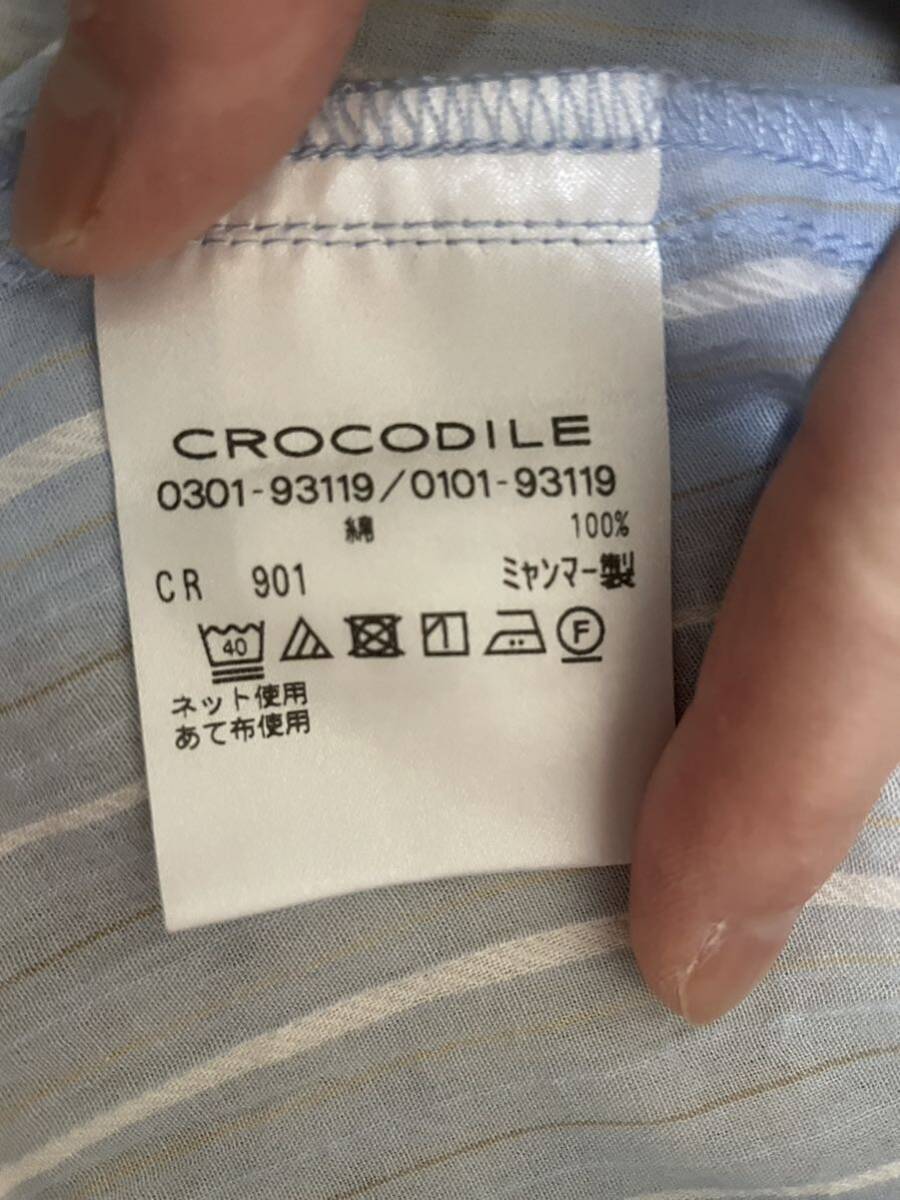 CROCODILE
0301-93119/0101-93119
綿 100%
CR 901 ミャンマー製
40 F
ネット使用
あて布使用